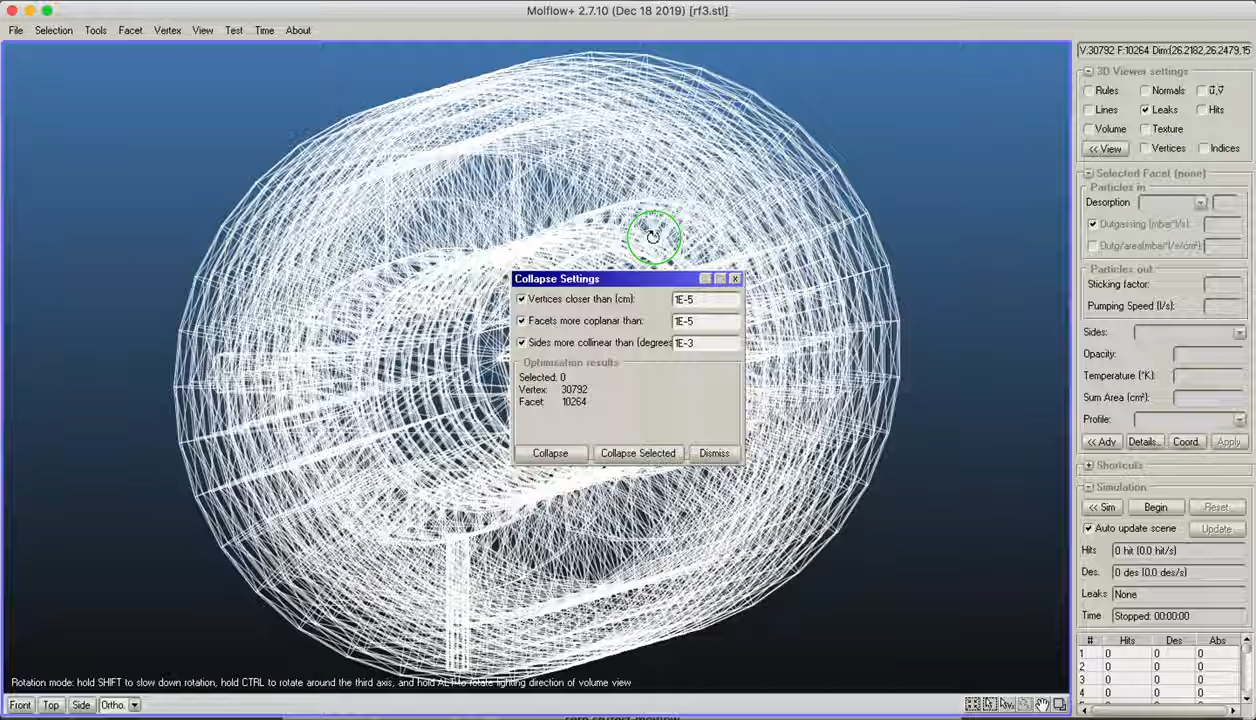 Molflow+ 2.7.10 (Dec 18 2019) [rf3.stl]
File Selection Tools Facet Vertex View Test Time About
V:30792 F:10264 Dim:(26.2182,26.2479,15
3D Viewer settings
Rules Normals
Lines Leaks Hits
Volume Texture
<< View Vertices Indices
Selected Facet (none)
Particles in
Desorption
Outgassing (mbar*l/s):
Outg/area(mbar*l/s/cm²):
Particles out
Sticking factor:
Pumping Speed (l/s):
Sides:
Opacity:
Temperature (°K):
Sum Area (cm²):
Profile:
<< Adv Details.. Coord. Apply
Shortcuts
Simulation
<< Sim Begin Reset
Auto update scene Update
Hits 0 hit (0.0 hit/s)
Des. 0 des (0.0 des/s)
Leaks None
Time Stopped: 00:00:00
# Hits Des Abs
1 0 0 0
2 0 0 0
3 0 0 0
4 0 0 0
Collapse Settings
Vertices closer than (cm): 1E-5
Facets more coplanar than: 1E-5
Sides more collinear than (degrees 1E-3
Optimisation results
Selected: 0
Vertex: 30792
Facet: 10264
Collapse Collapse Selected Dismiss
Rotation mode: hold SHIFT to slow down rotation, hold CTRL to rotate around the third axis, and hold ALT to rotate lighting direction of volume view
Front Top Side Ortho.